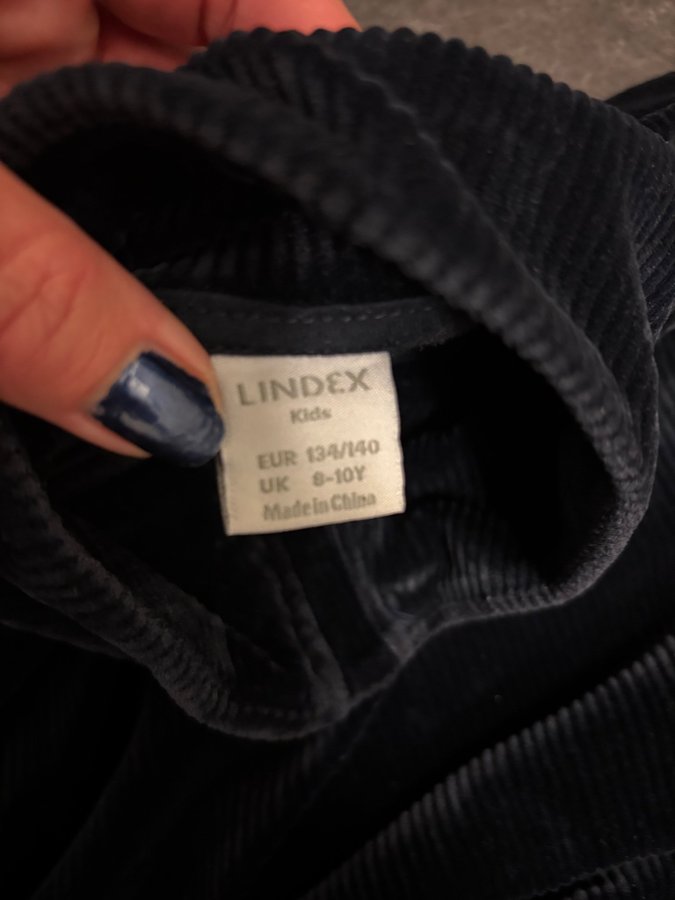 LINDEX
Kids
EUR 134/140
UK 8-10Y
Made in China